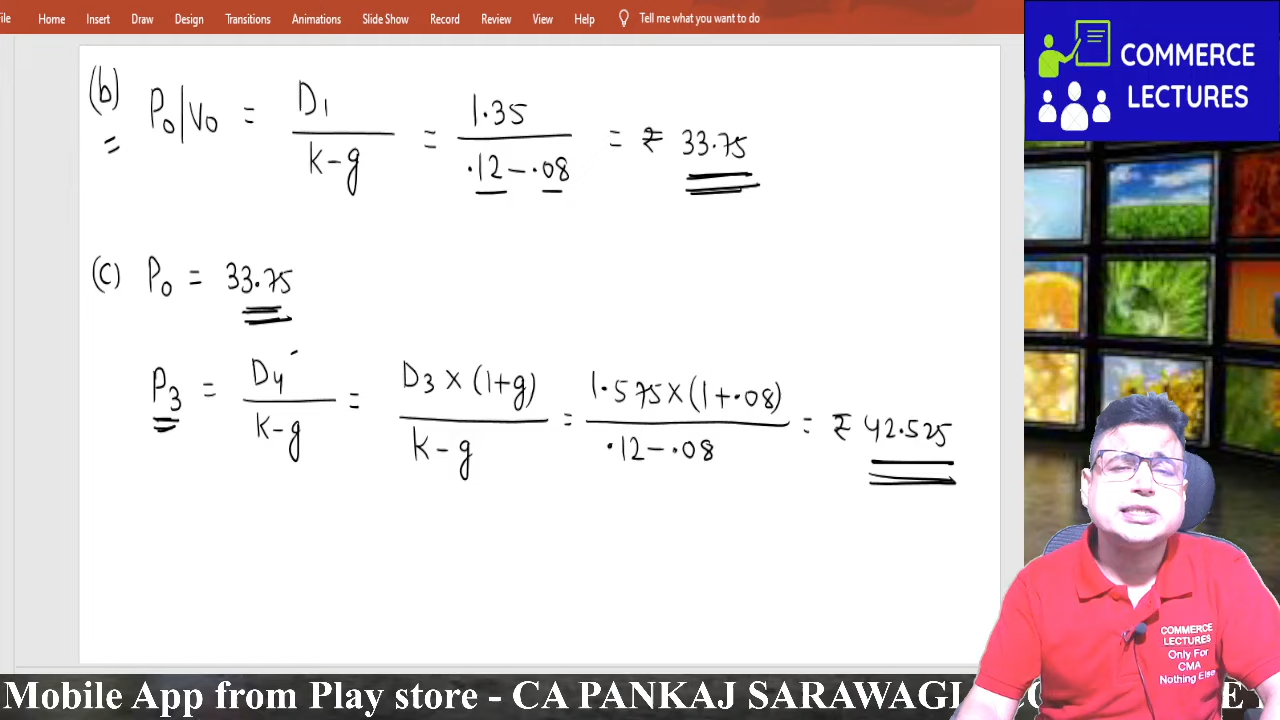 File Home Insert Draw Design Transitions Animations Slide Show Record Review View Help Tell me what you want to do
COMMERCE
LECTURES
(b) P₀|V₀ = D₁ / (K-g) = 1.35 / (.12-.08) = ₹ 33.75
(c) P₀ = 33.75
P₃ = D₄ / (K-g) = D₃ × (1+g) / (K-g) = 1.575×(1+.08) / (.12-.08) = ₹ 42.525
COMMERCE
LECTURES
Only For
CMA
Nothing Else
Mobile App from Play store - CA PANKAJ SARAWAGI